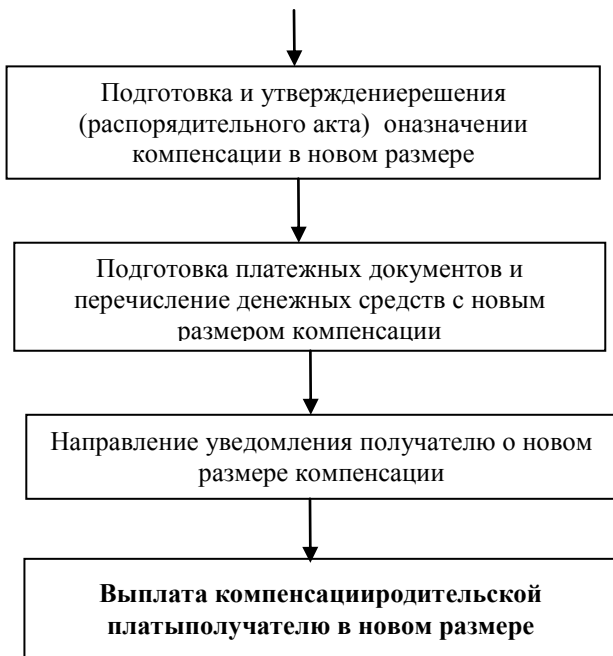 Подготовка и утверждениерешения
(распорядительного акта) оназначении
компенсации в новом размере
Подготовка платежных документов и
перечисление денежных средств с новым
размером компенсации
Направление уведомления получателю о новом
размере компенсации
Выплата компенсацииродительской
платыполучателю в новом размере